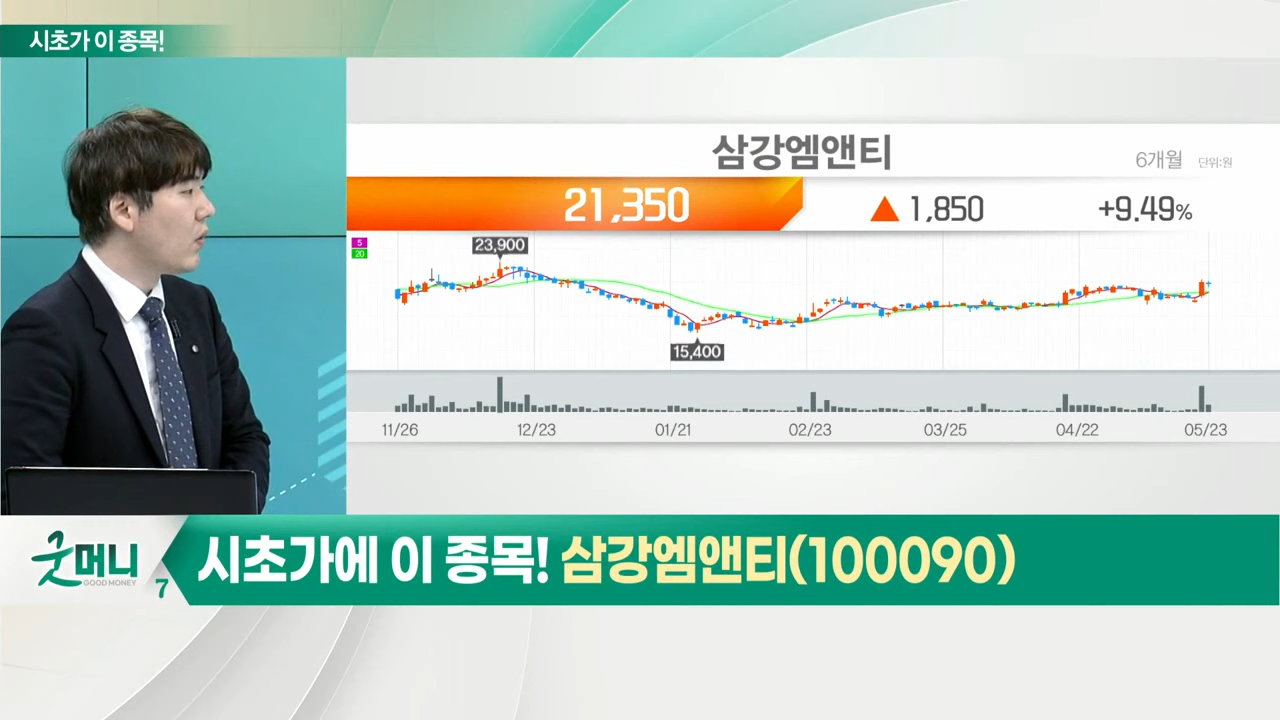 시초가 이 종목!
삼강엠앤티
6개월 단위:원
21,350 ▲ 1,850 +9.49%
5
20
23,900
15,400
11/26 12/23 01/21 02/23 03/25 04/22 05/23
굿머니
GOOD MONEY
7
시초가에 이 종목! 삼강엠앤티(100090)